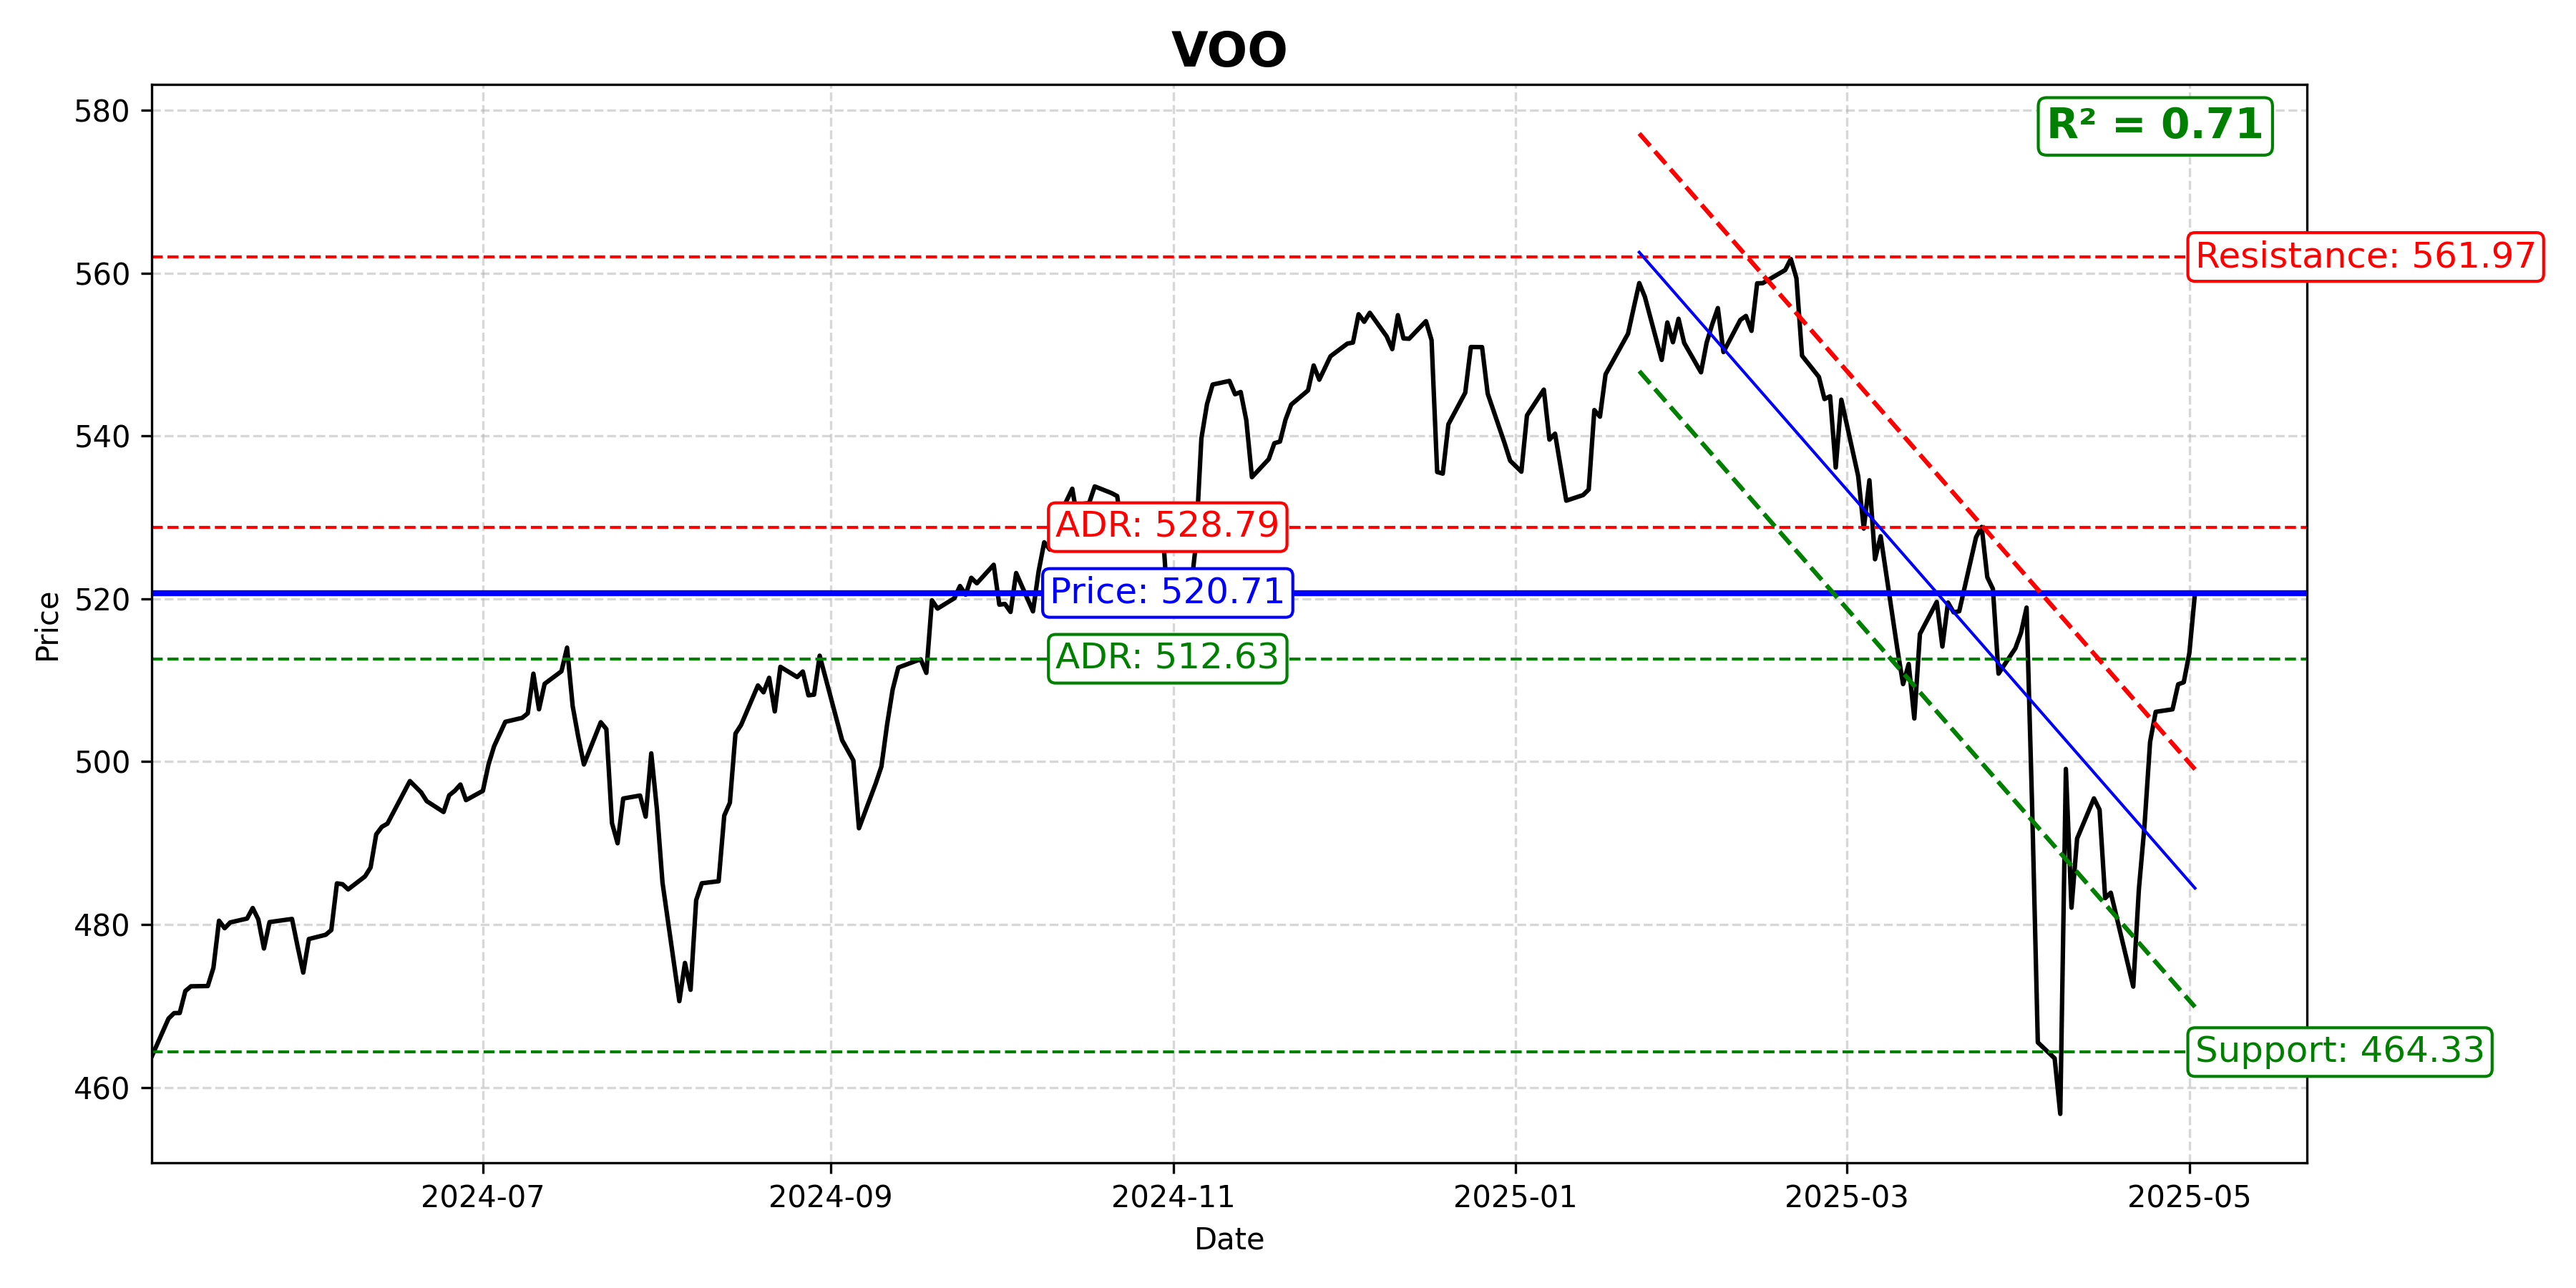 VOO
580
R² = 0.71
Resistance: 561.97
560
540
ADR: 528.79
Price: 520.71
520
ADR: 512.63
500
480
Support: 464.33
460
Price
2024-07
2024-09
2024-11
2025-01
2025-03
2025-05
Date